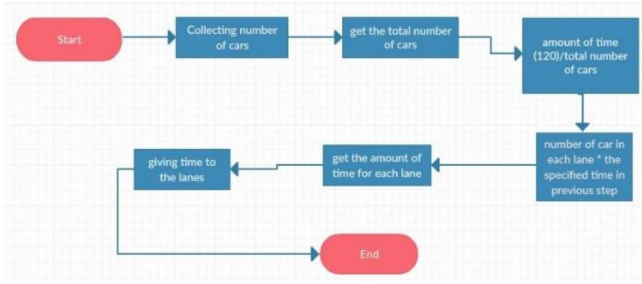 Start
Collecting number
of cars
get the total number
of cars
amount of time
(120)/total number
of cars
number of car in
each lane * the
specified time in
previous step
get the amount of
time for each lane
giving time to
the lanes
End